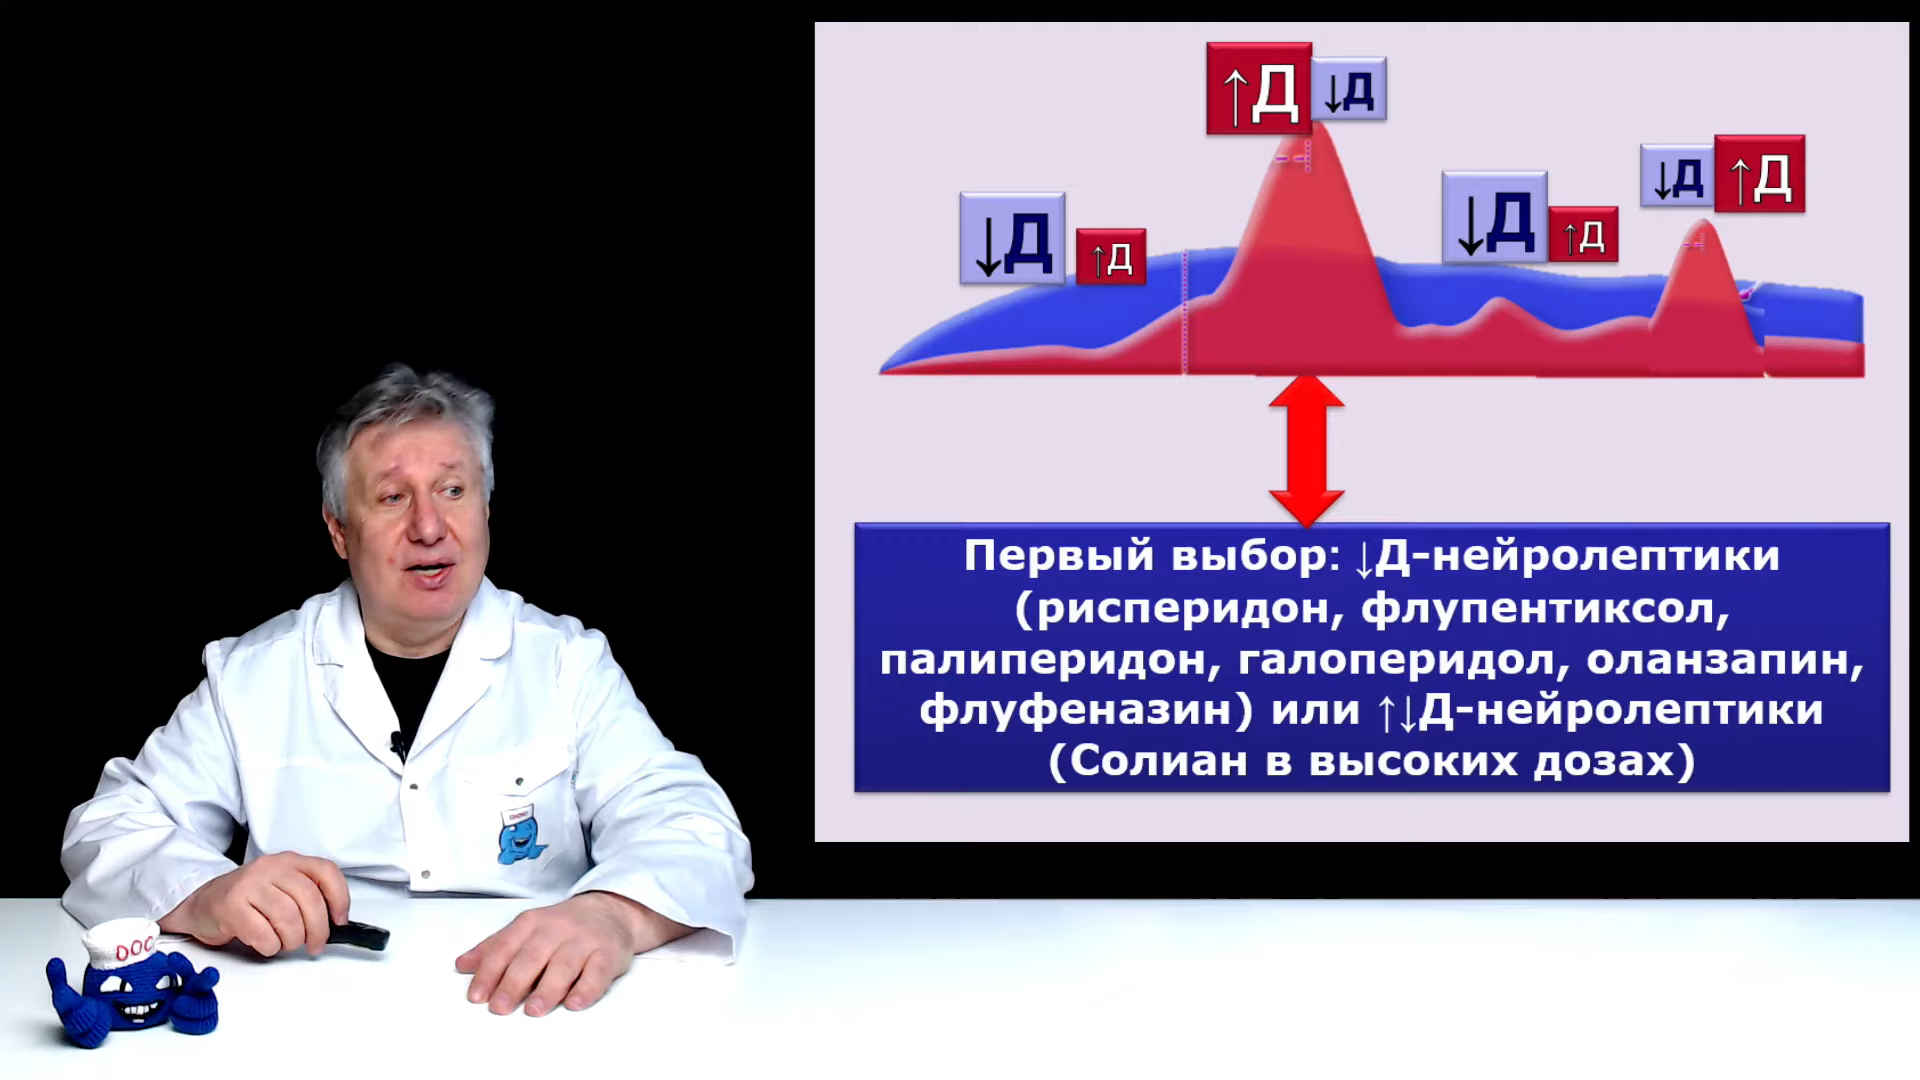 ↑Д ↓Д
↓Д ↑Д
↓Д ↑Д
↓Д ↑Д
Первый выбор: ↓Д-нейролептики
(рисперидон, флупентиксол,
палиперидон, галоперидол, оланзапин,
флуфеназин) или ↑↓Д-нейролептики
(Солиан в высоких дозах)
DOC